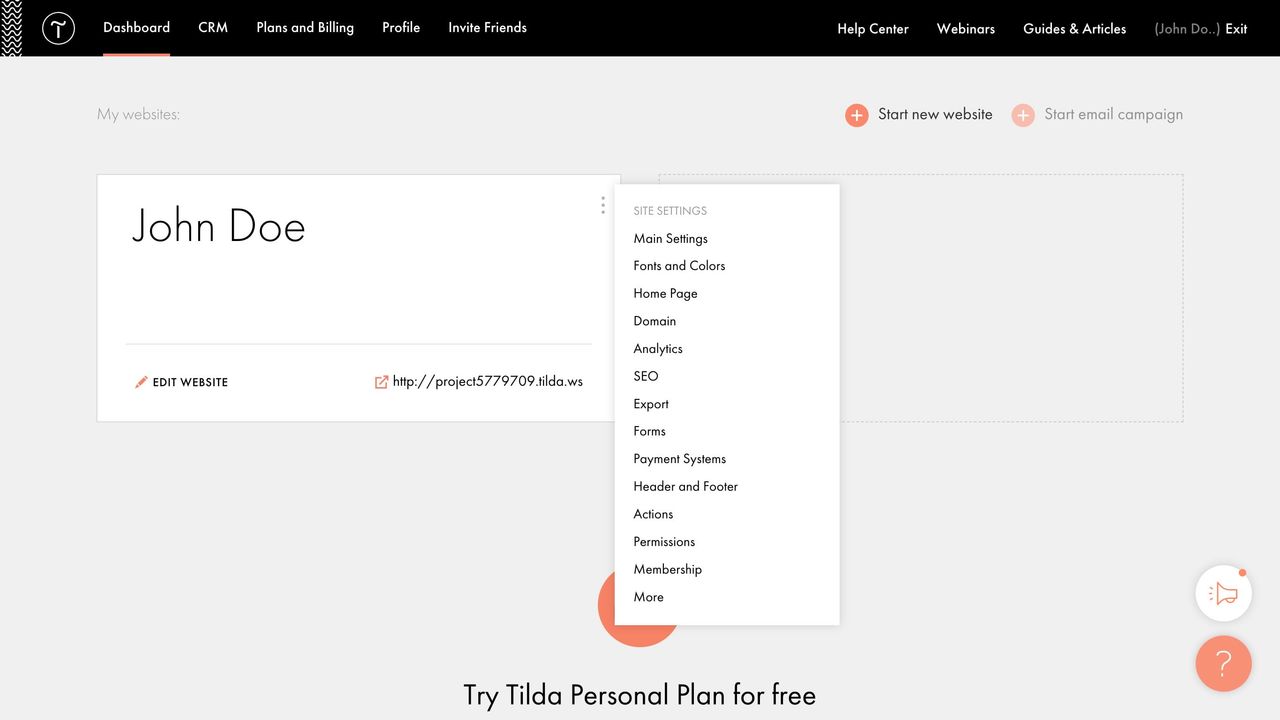 Dashboard CRM Plans and Billing Profile Invite Friends Help Center Webinars Guides & Articles (John Do..) Exit
My websites: Start new website Start email campaign
John Doe
EDIT WEBSITE http://project5779709.tilda.ws
SITE SETTINGS
Main Settings
Fonts and Colors
Home Page
Domain
Analytics
SEO
Export
Forms
Payment Systems
Header and Footer
Actions
Permissions
Membership
More
?
Try Tilda Personal Plan for free